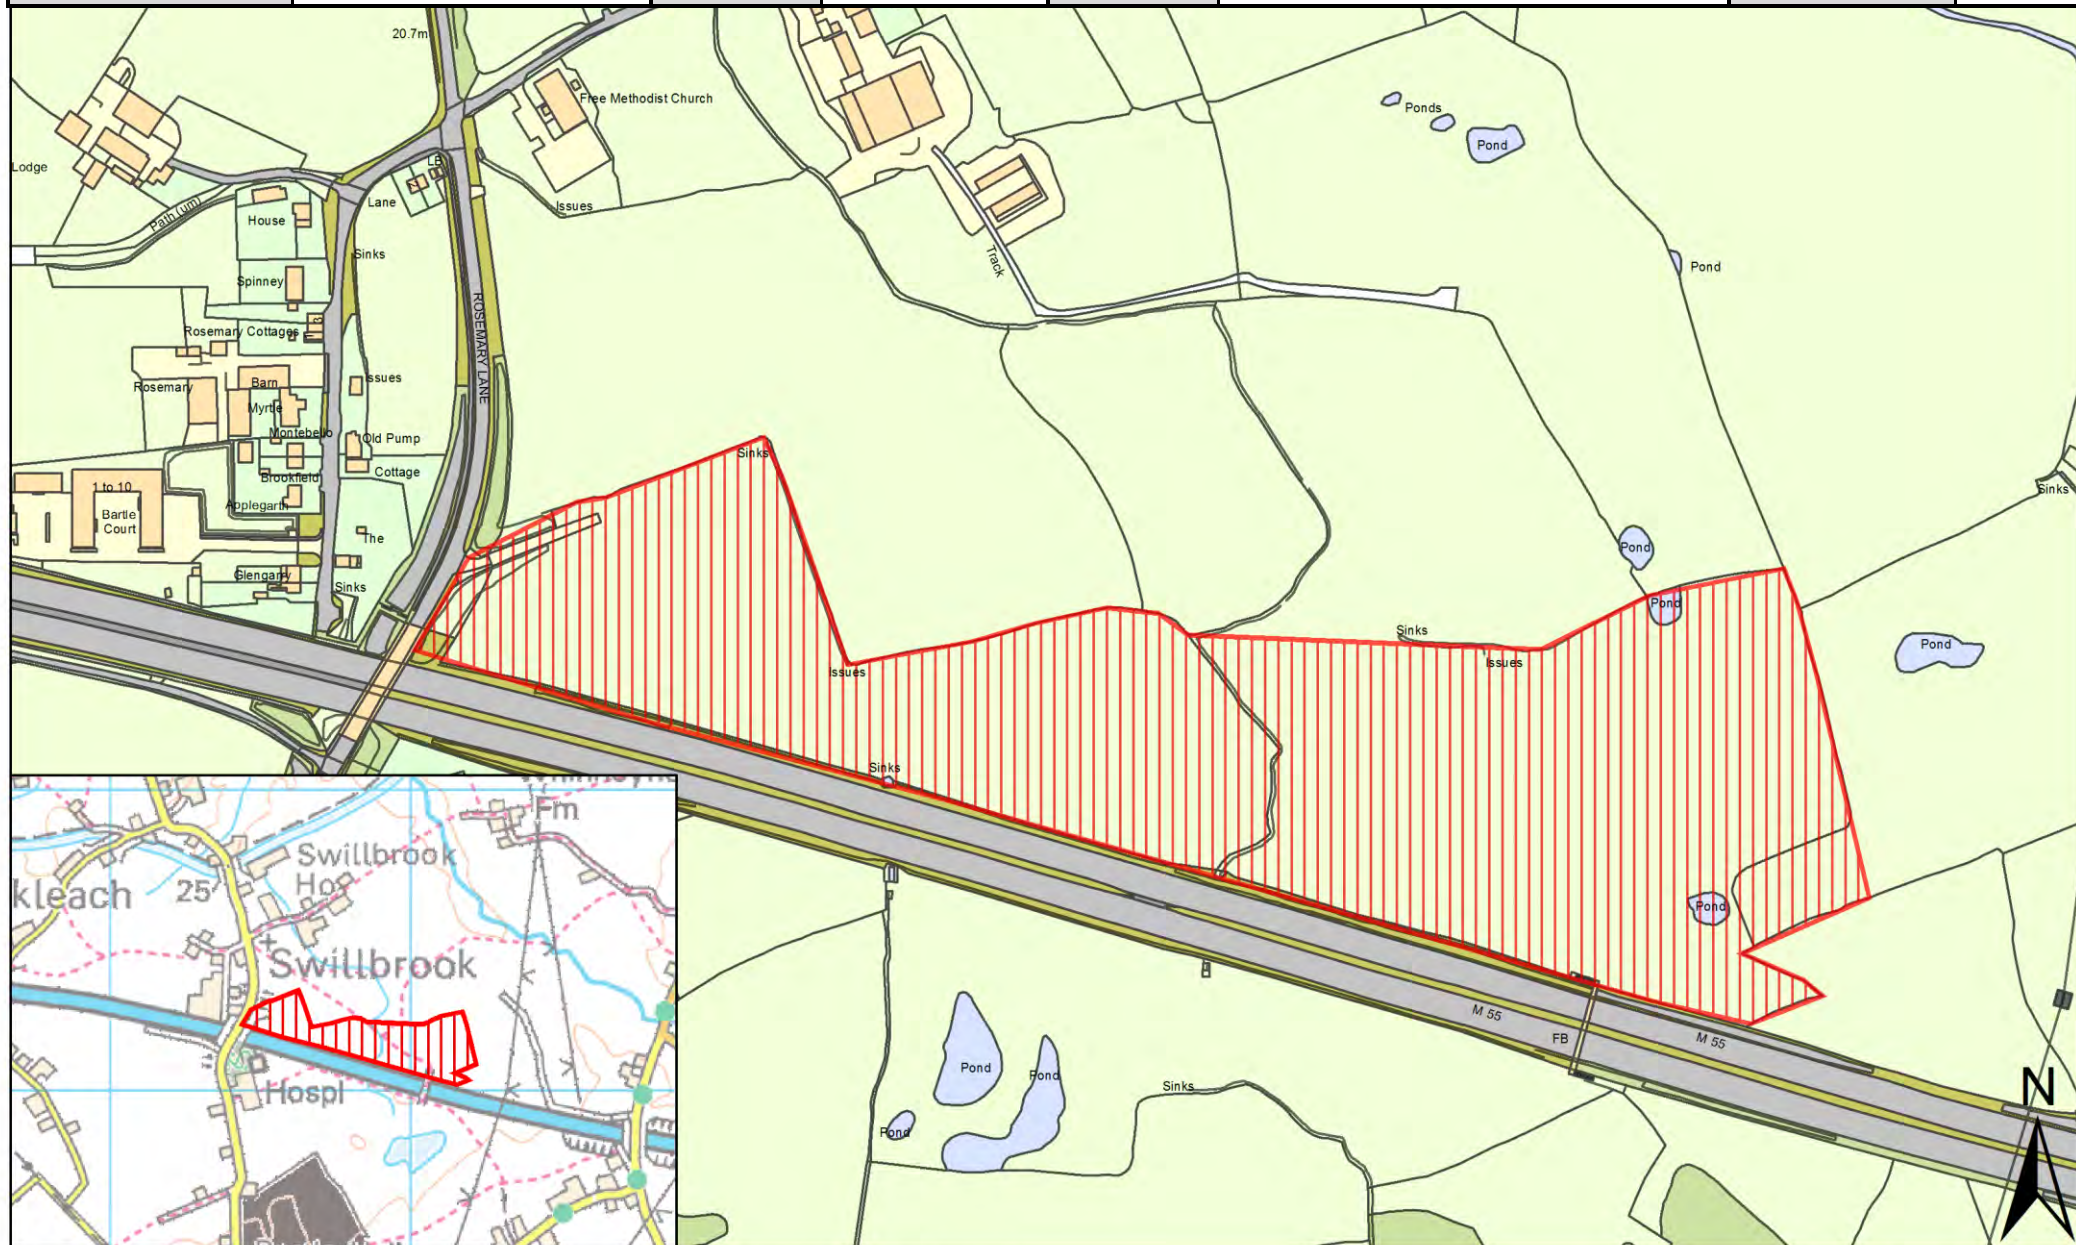 20.7m
Free Methodist Church
Ponds
Pond
LB
Lodge
Path (um)
Lane
House
Issues
Sinks
Track
Pond
Spinney
ROSEMARY LANE
Rosemary Cottages
Issues
Rosemary
Barn
Myrtle
Montebello
Old Pump
Cottage
Sinks
Brookfield
1 to 10
Applegarth
Bartle
Court
The
Sinks
Pond
Glengarry
Sinks
Pond
Sinks
Issues
Issues
Pond
Sinks
Pond
M 55
FB
M 55
Pond
Pond
Sinks
Pond
N
Fm
Swillbrook
Ho
kleach
25
Swillbrook
Hospl